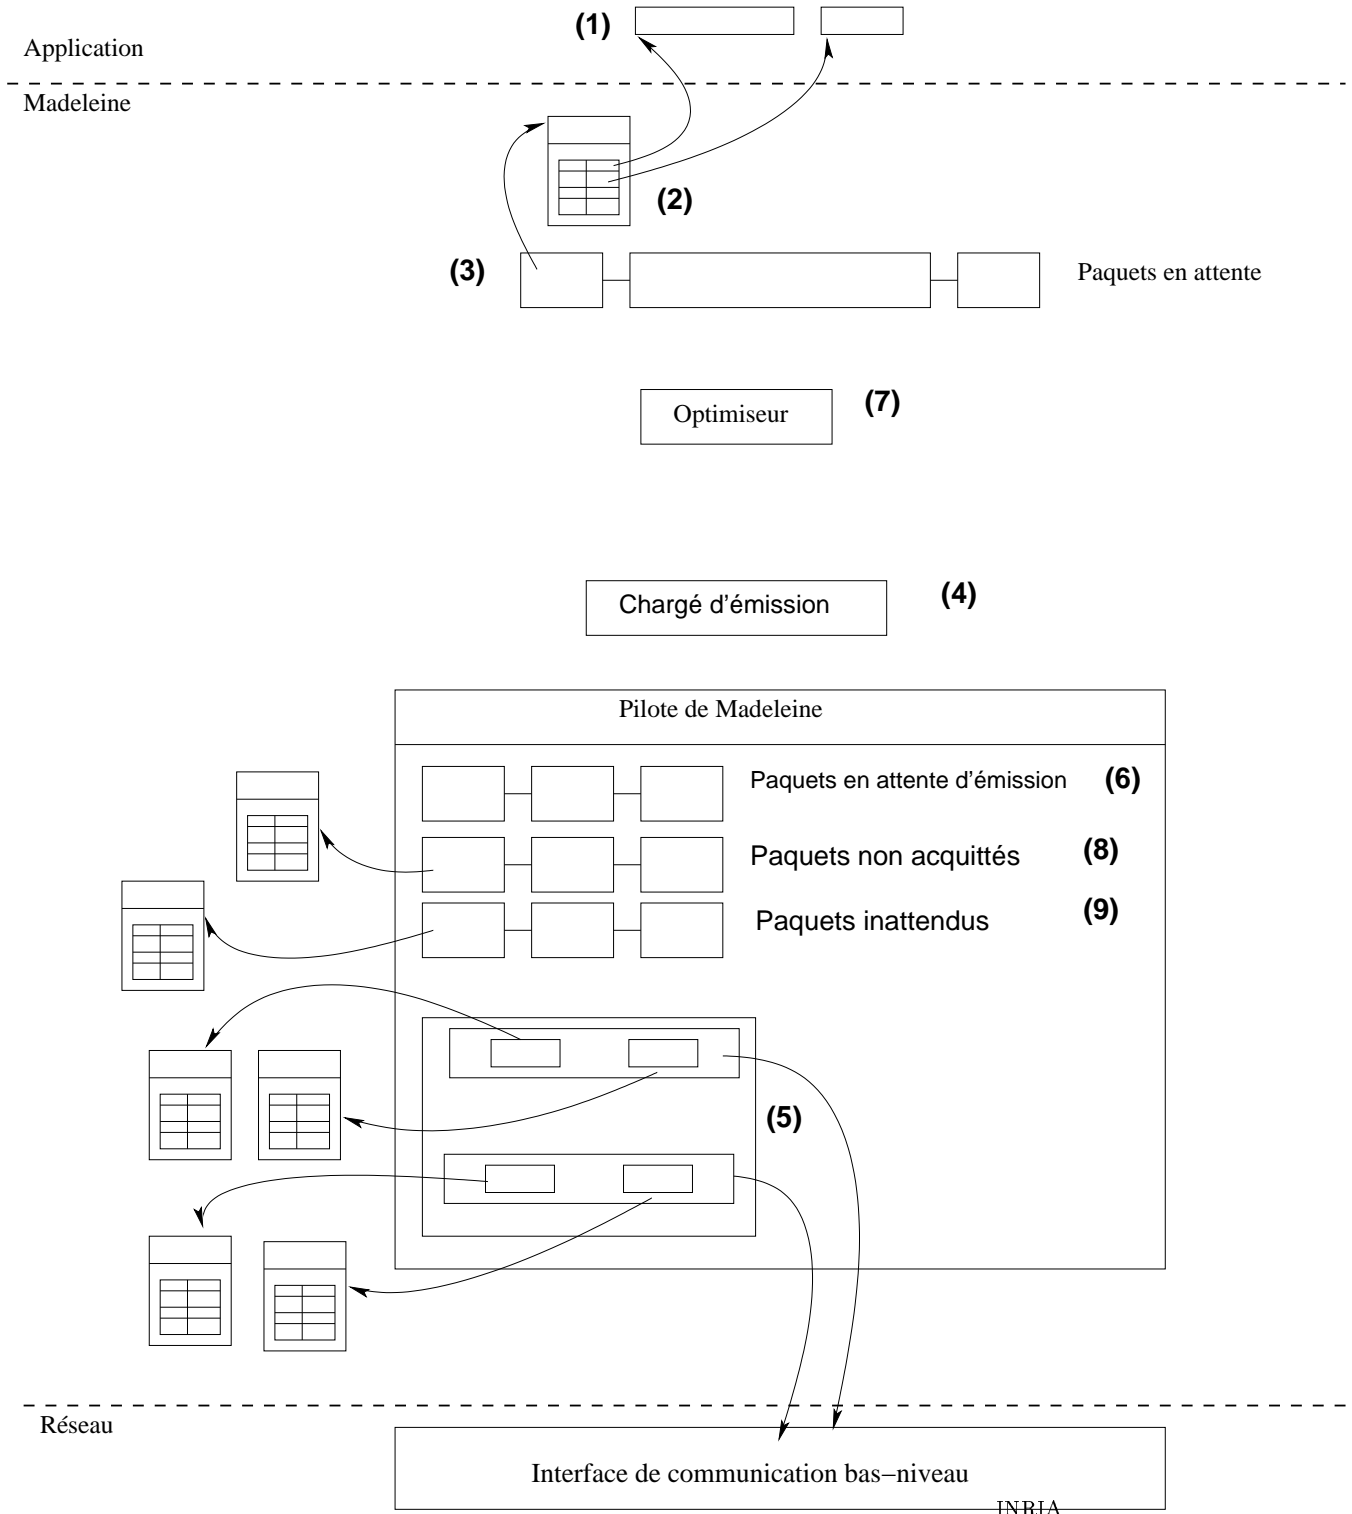 (1)
Application
Madeleine
(2)
(3)
Paquets en attente
Optimiseur
(7)
Chargé d'émission
(4)
Pilote de Madeleine
Paquets en attente d'émission
(6)
Paquets non acquittés
(8)
Paquets inattendus
(9)
(5)
Réseau
Interface de communication bas−niveau
INRIA